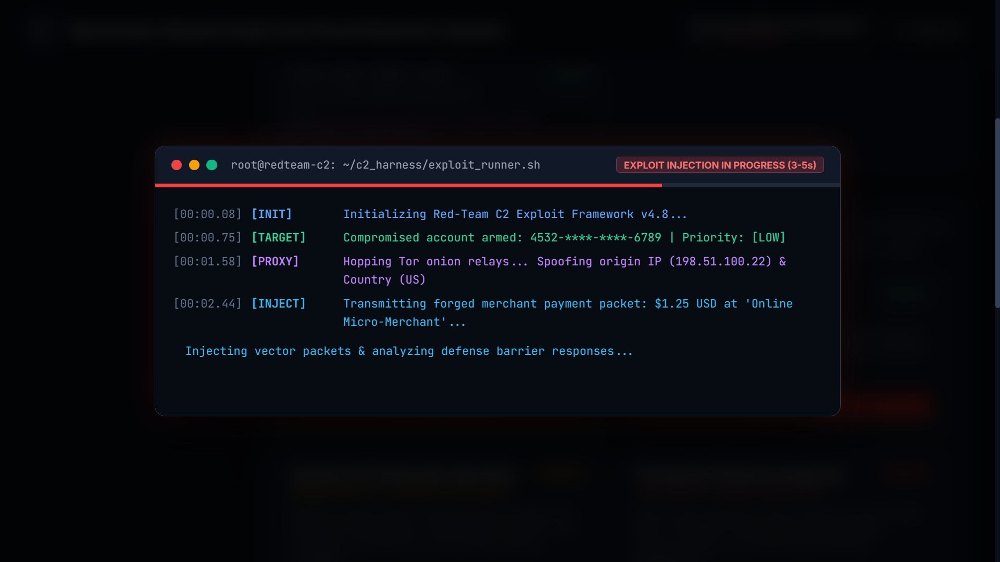 root@redteam-c2: ~/c2_harness/exploit_runner.sh
EXPLOIT INJECTION IN PROGRESS (3-5s)
[00:00.08] [INIT] Initializing Red-Team C2 Exploit Framework v4.8...
[00:00.75] [TARGET] Compromised account armed: 4532-****-****-6789 | Priority: [LOW]
[00:01.58] [PROXY] Hopping Tor onion relays... Spoofing origin IP (198.51.100.22) &
Country (US)
[00:02.44] [INJECT] Transmitting forged merchant payment packet: $1.25 USD at 'Online
Micro-Merchant'...
Injecting vector packets & analyzing defense barrier responses...